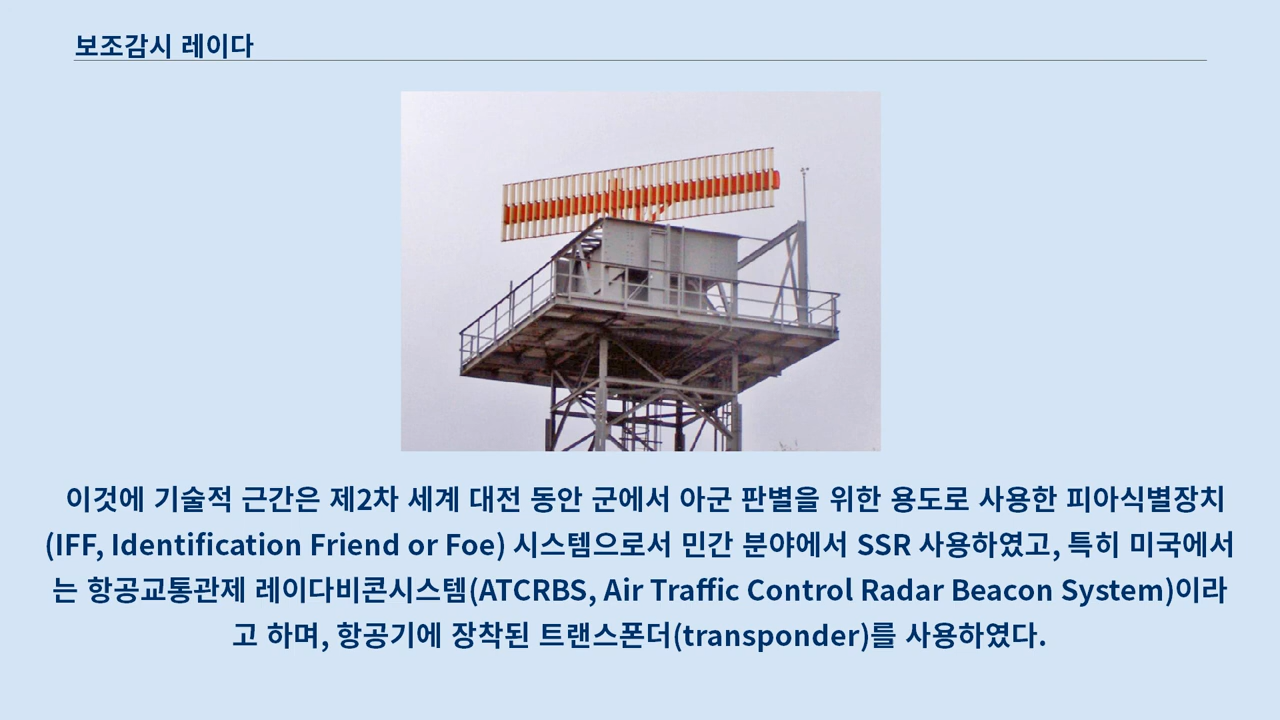 보조감시 레이다
이것에 기술적 근간은 제2차 세계 대전 동안 군에서 아군 판별을 위한 용도로 사용한 피아식별장치
(IFF, Identification Friend or Foe) 시스템으로서 민간 분야에서 SSR 사용하였고, 특히 미국에서
는 항공교통관제 레이다비콘시스템(ATCRBS, Air Traffic Control Radar Beacon System)이라
고 하며, 항공기에 장착된 트랜스폰더(transponder)를 사용하였다.